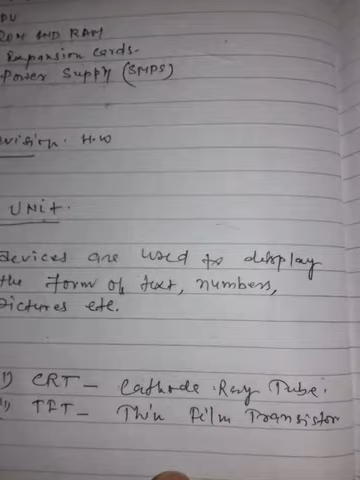 ROM AND RAM
Expansion cards.
Power Supply (SMPS)
H.W
UNit.
devices are used to display
the form of text, numbers,
pictures etc.
1) CRT - Cathode Ray Tube.
TFT - Thin Film Transistor